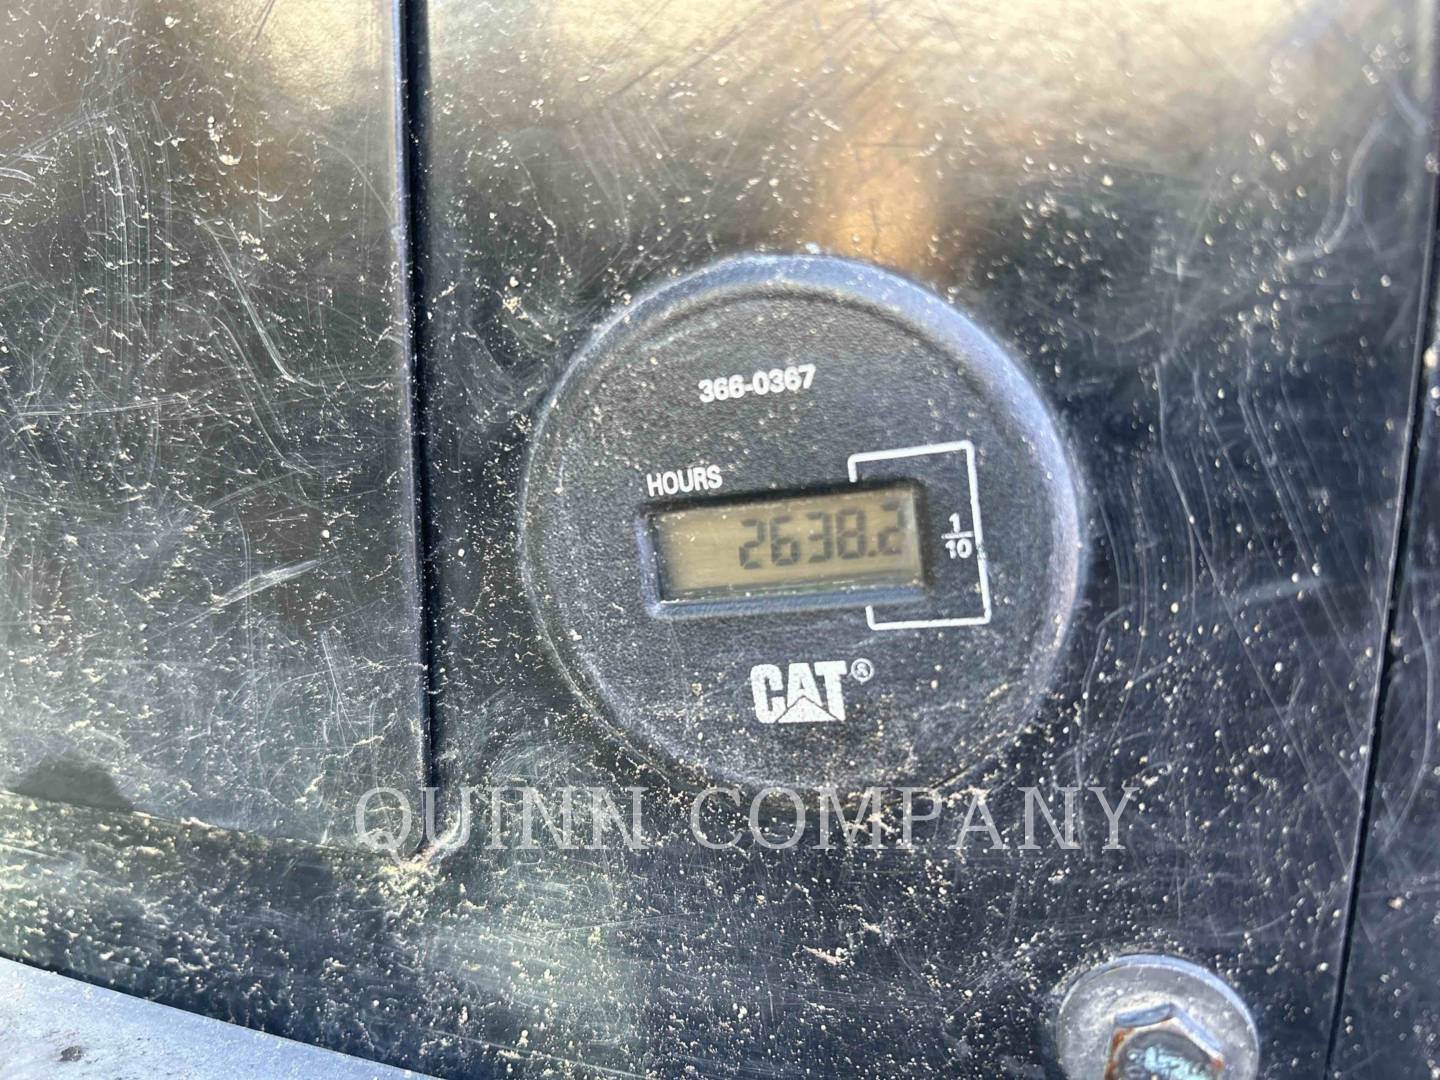 366-0367
HOURS
2638.2
1
10
CAT®
QUINN COMPANY